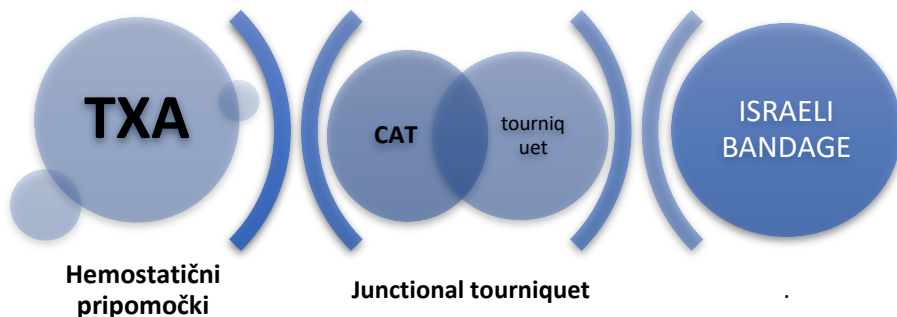 TXA
CAT
tourniq
uet
ISRAELI
BANDAGE
Hemostatični
pripomočki
Junctional tourniquet
.